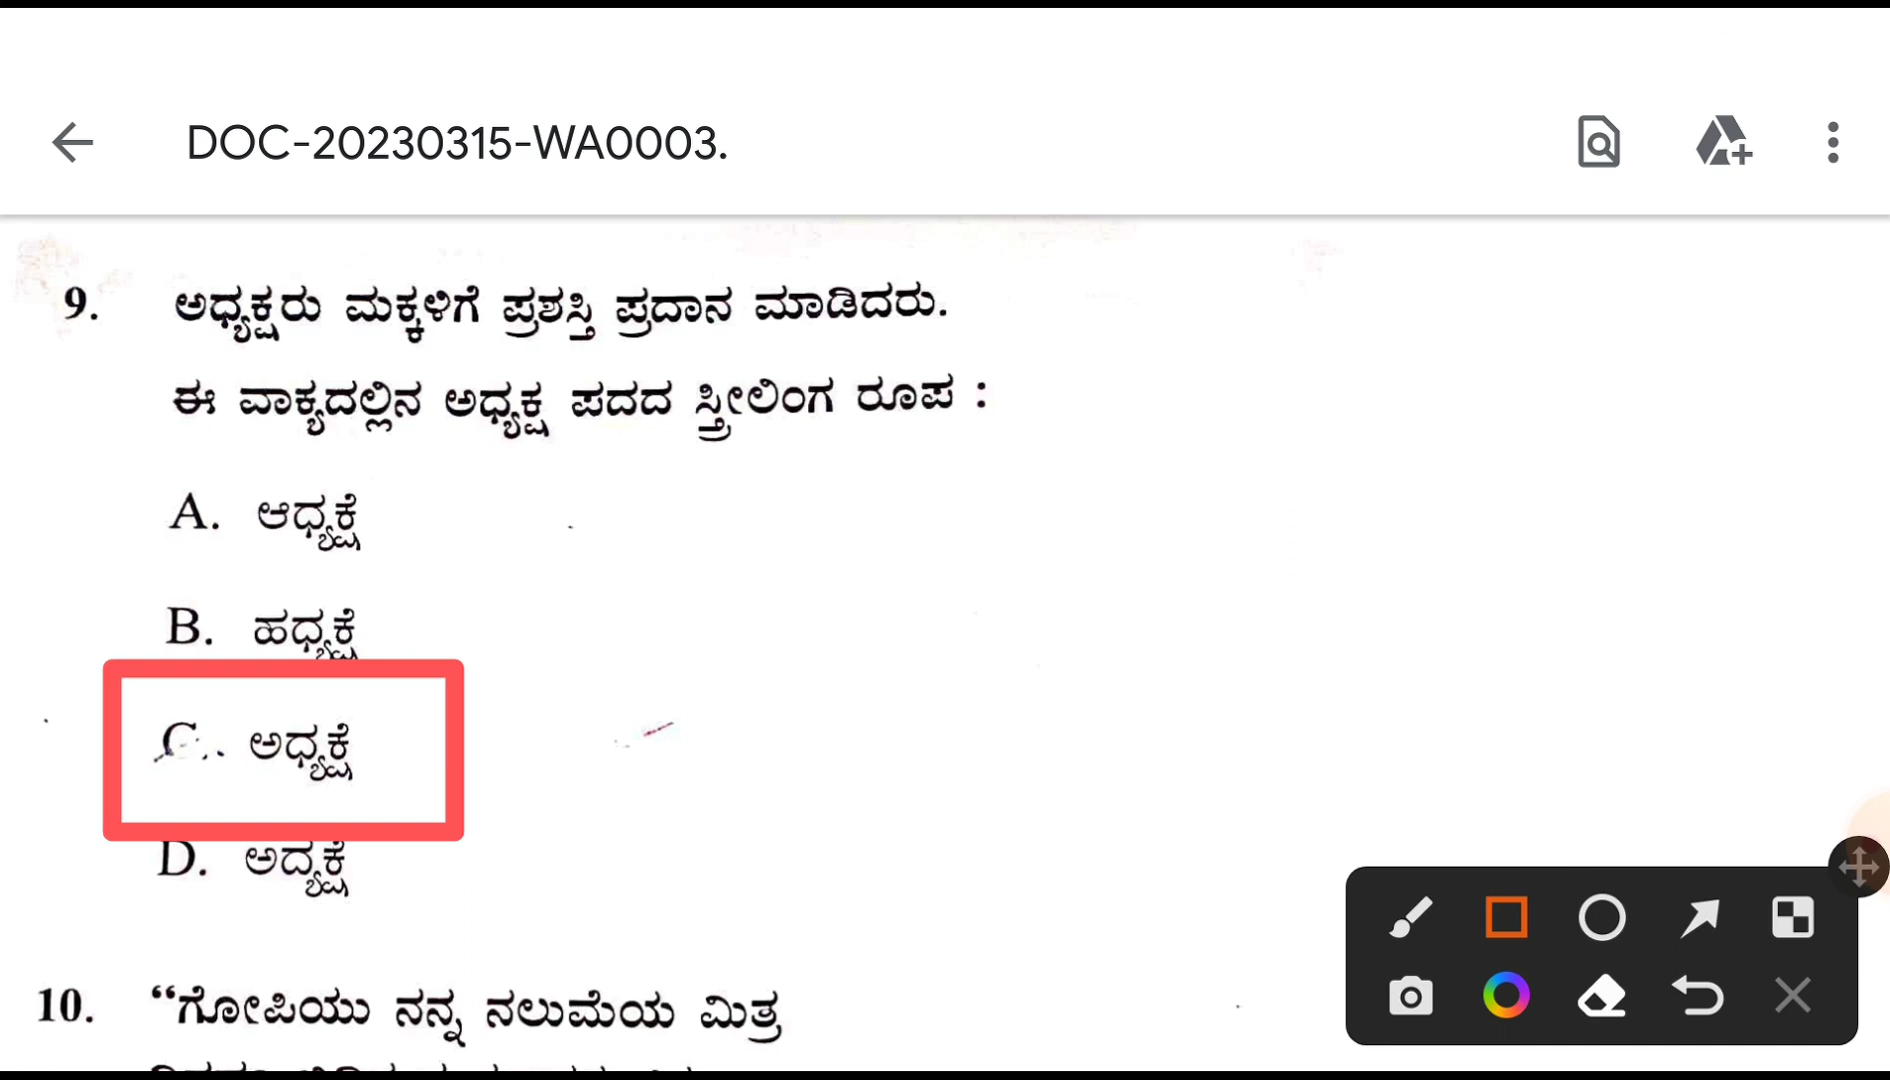 DOC-20230315-WA0003.
9. ಅಧ್ಯಕ್ಷರು ಮಕ್ಕಳಿಗೆ ಪ್ರಶಸ್ತಿ ಪ್ರದಾನ ಮಾಡಿದರು.
ಈ ವಾಕ್ಯದಲ್ಲಿನ ಅಧ್ಯಕ್ಷ ಪದದ ಸ್ತ್ರೀಲಿಂಗ ರೂಪ :
A. ಆಧ್ಯಕ್ಷೆ
B. ಹಧ್ಯಕ್ಷೆ
C. ಅಧ್ಯಕ್ಷೆ
D. ಅದ್ಯಕ್ಷೆ
10. “ಗೋಪಿಯು ನನ್ನ ನಲುಮೆಯ ಮಿತ್ರ